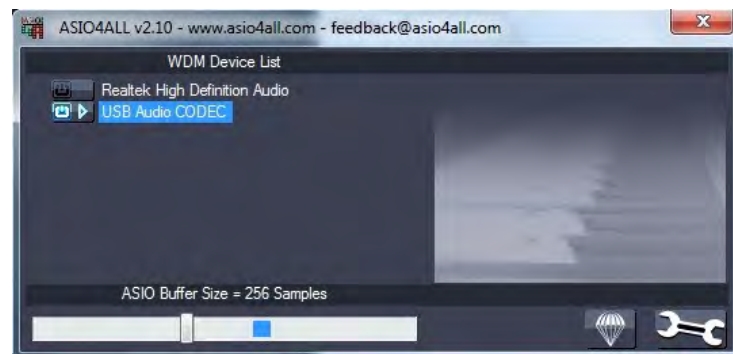 ASIO4ALL v2.10 - www.asio4all.com - feedback@asio4all.com
WDM Device List
Realtek High Definition Audio
USB Audio CODEC
ASIO Buffer Size = 256 Samples